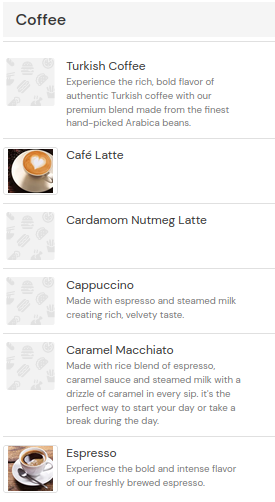 Coffee
Turkish Coffee
Experience the rich, bold flavor of
authentic Turkish coffee with our
premium blend made from the finest
hand-picked Arabica beans.
Café Latte
Cardamom Nutmeg Latte
Cappuccino
Made with espresso and steamed milk
creating rich, velvety taste.
Caramel Macchiato
Made with rice blend of espresso,
caramel sauce and steamed milk with a
drizzle of caramel in every sip. it's the
perfect way to start your day or take a
break during the day.
Espresso
Experience the bold and intense flavor
of our freshly brewed espresso.